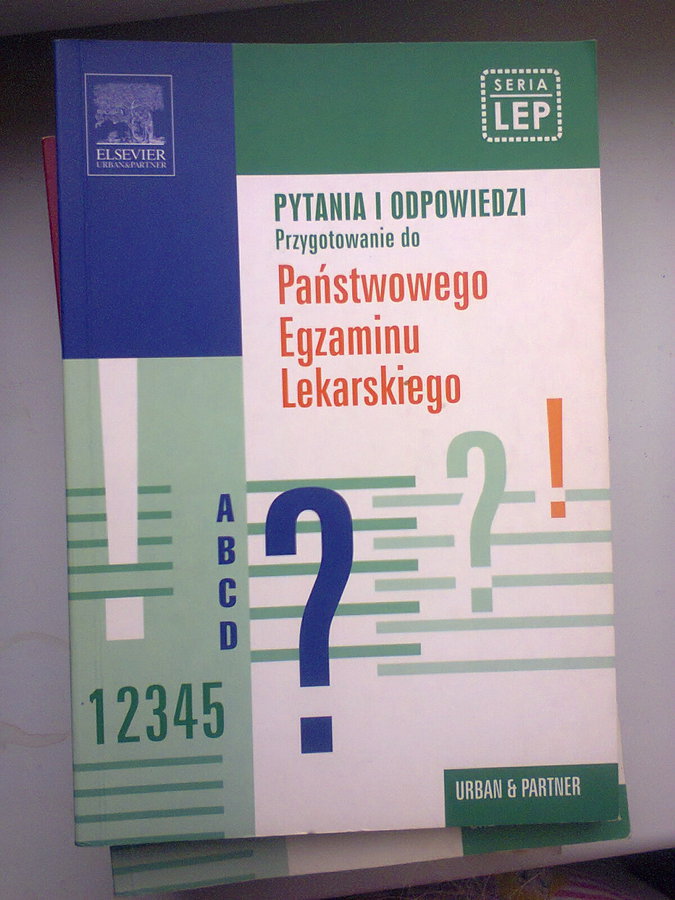 ELSEVIER
URBAN&PARTNER
SERIA
LEP
PYTANIA I ODPOWIEDZI
Przygotowanie do
Państwowego
Egzaminu
Lekarskiego
!
?
!
A
B
C
D
?
12345
URBAN & PARTNER